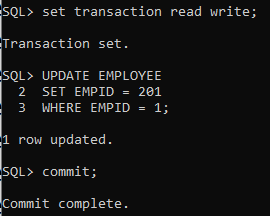 SQL> set transaction read write;
Transaction set.
SQL> UPDATE EMPLOYEE
2 SET EMPID = 201
3 WHERE EMPID = 1;
1 row updated.
SQL> commit;
Commit complete.